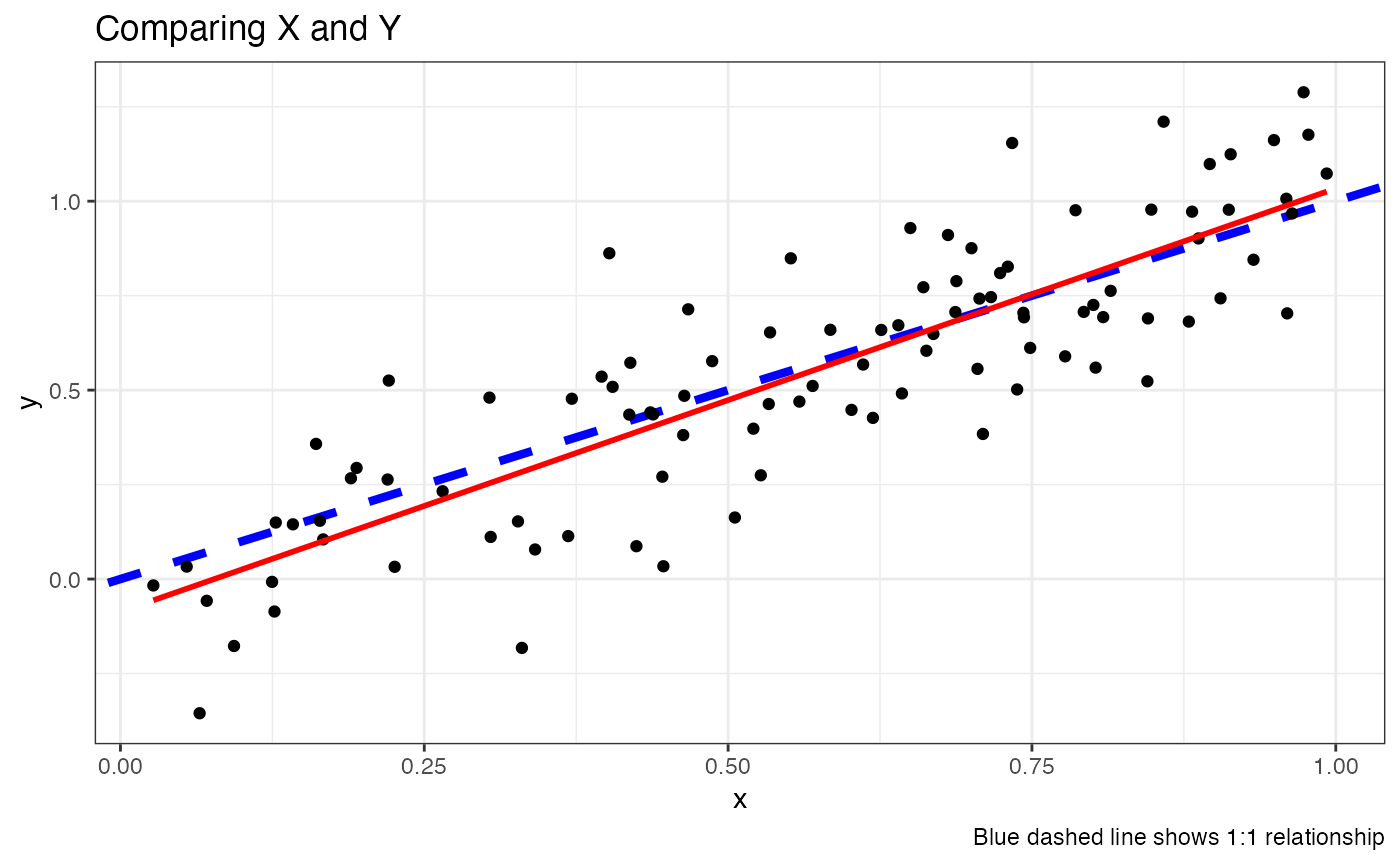 Comparing X and Y
1.0
0.5
0.0
y
0.00 0.25 0.50 0.75 1.00
x
Blue dashed line shows 1:1 relationship